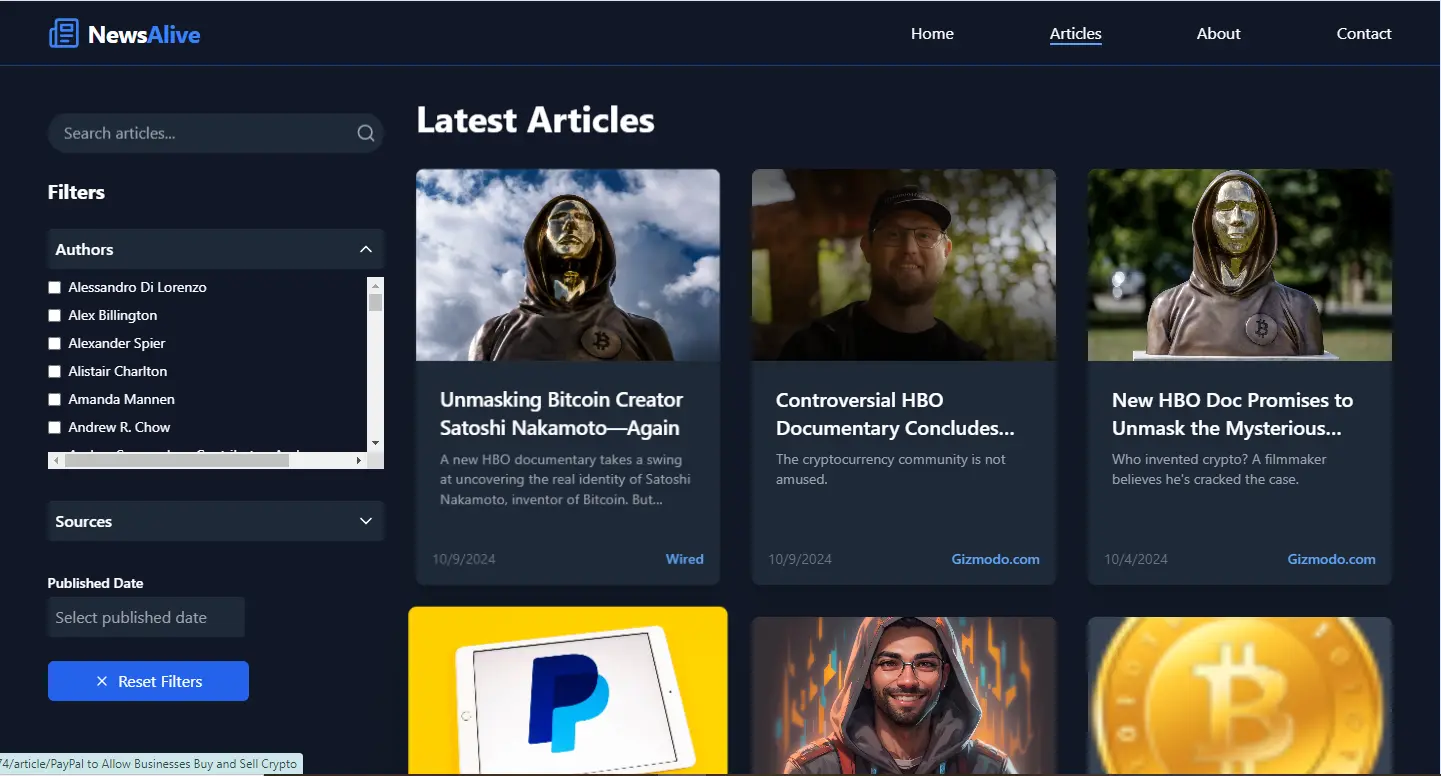 NewsAlive
Home
Articles
About
Contact
Search articles...
Filters
Authors
Alessandro Di Lorenzo
Alex Billington
Alexander Spier
Alistair Charlton
Amanda Mannen
Andrew R. Chow
Sources
Published Date
Select published date
× Reset Filters
Latest Articles
Unmasking Bitcoin Creator
Satoshi Nakamoto—Again
A new HBO documentary takes a swing
at uncovering the real identity of Satoshi
Nakamoto, inventor of Bitcoin. But...
10/9/2024
Wired
Controversial HBO
Documentary Concludes...
The cryptocurrency community is not
amused.
10/9/2024
Gizmodo.com
New HBO Doc Promises to
Unmask the Mysterious...
Who invented crypto? A filmmaker
believes he's cracked the case.
10/4/2024
Gizmodo.com
74/article/PayPal to Allow Businesses Buy and Sell Crypto